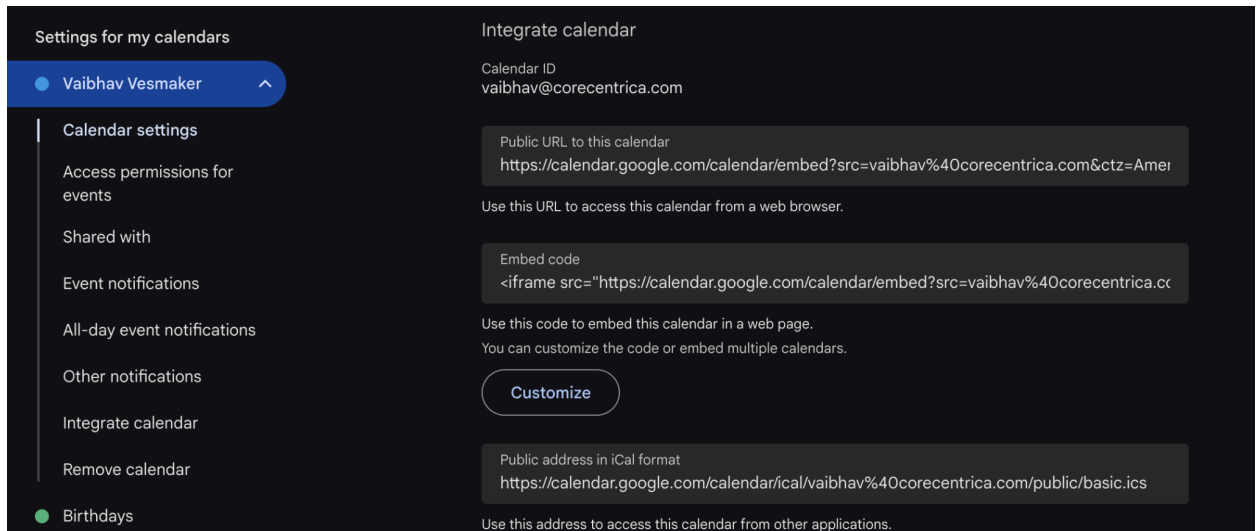 Settings for my calendars
Vaibhav Vesmaker
Calendar settings
Access permissions for
events
Shared with
Event notifications
All-day event notifications
Other notifications
Integrate calendar
Remove calendar
Birthdays
Integrate calendar
Calendar ID
vaibhav@corecentrica.com
Public URL to this calendar
https://calendar.google.com/calendar/embed?src=vaibhav%40corecentrica.com&ctz=Amer
Use this URL to access this calendar from a web browser.
Embed code
<iframe src="https://calendar.google.com/calendar/embed?src=vaibhav%40corecentrica.cc
Use this code to embed this calendar in a web page.
You can customize the code or embed multiple calendars.
Customize
Public address in iCal format
https://calendar.google.com/calendar/ical/vaibhav%40corecentrica.com/public/basic.ics
Use this address to access this calendar from other applications.